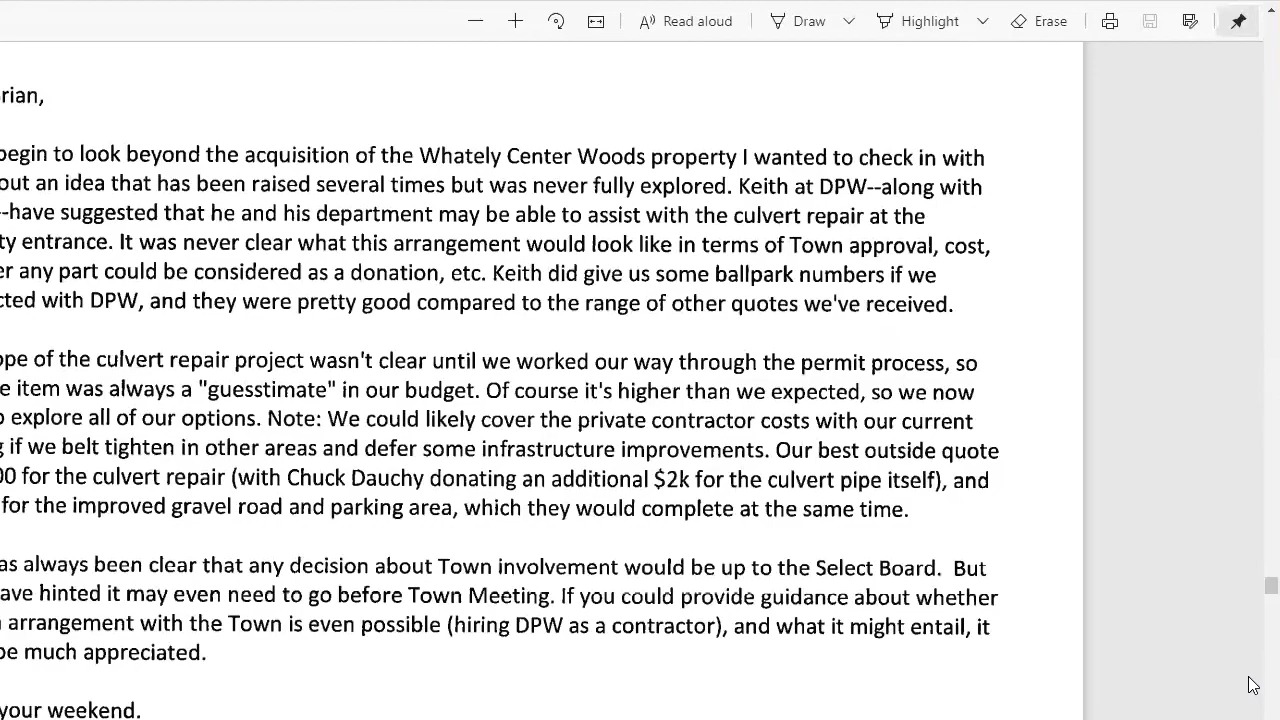 Read aloud
Draw
Highlight
Erase
rian,
begin to look beyond the acquisition of the Whately Center Woods property I wanted to check in with
out an idea that has been raised several times but was never fully explored. Keith at DPW--along with
-have suggested that he and his department may be able to assist with the culvert repair at the
ty entrance. It was never clear what this arrangement would look like in terms of Town approval, cost,
er any part could be considered as a donation, etc. Keith did give us some ballpark numbers if we
cted with DPW, and they were pretty good compared to the range of other quotes we've received.
ope of the culvert repair project wasn't clear until we worked our way through the permit process, so
e item was always a "guesstimate" in our budget. Of course it's higher than we expected, so we now
o explore all of our options. Note: We could likely cover the private contractor costs with our current
g if we belt tighten in other areas and defer some infrastructure improvements. Our best outside quote
00 for the culvert repair (with Chuck Dauchy donating an additional $2k for the culvert pipe itself), and
for the improved gravel road and parking area, which they would complete at the same time.
as always been clear that any decision about Town involvement would be up to the Select Board. But
ave hinted it may even need to go before Town Meeting. If you could provide guidance about whether
arrangement with the Town is even possible (hiring DPW as a contractor), and what it might entail, it
be much appreciated.
your weekend.